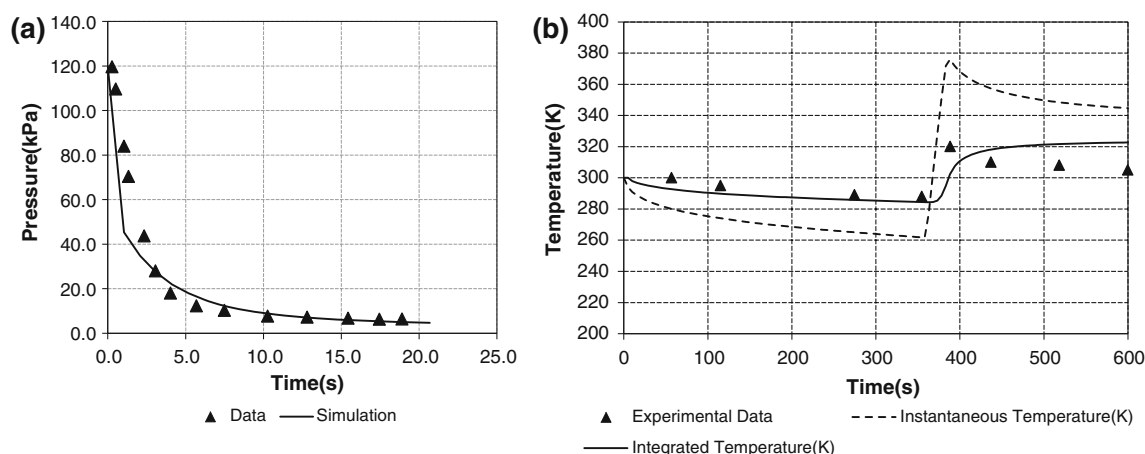 (a)
Pressure(kPa)
140.0
120.0
100.0
80.0
60.0
40.0
20.0
0.0
0.0 5.0 10.0 15.0 20.0 25.0
Time(s)
Data Simulation
(b)
Temperature(K)
400
380
360
340
320
300
280
260
240
220
200
0 100 200 300 400 500 600
Time(s)
Experimental Data Instantaneous Temperature(K)
Integrated Temperature(K)